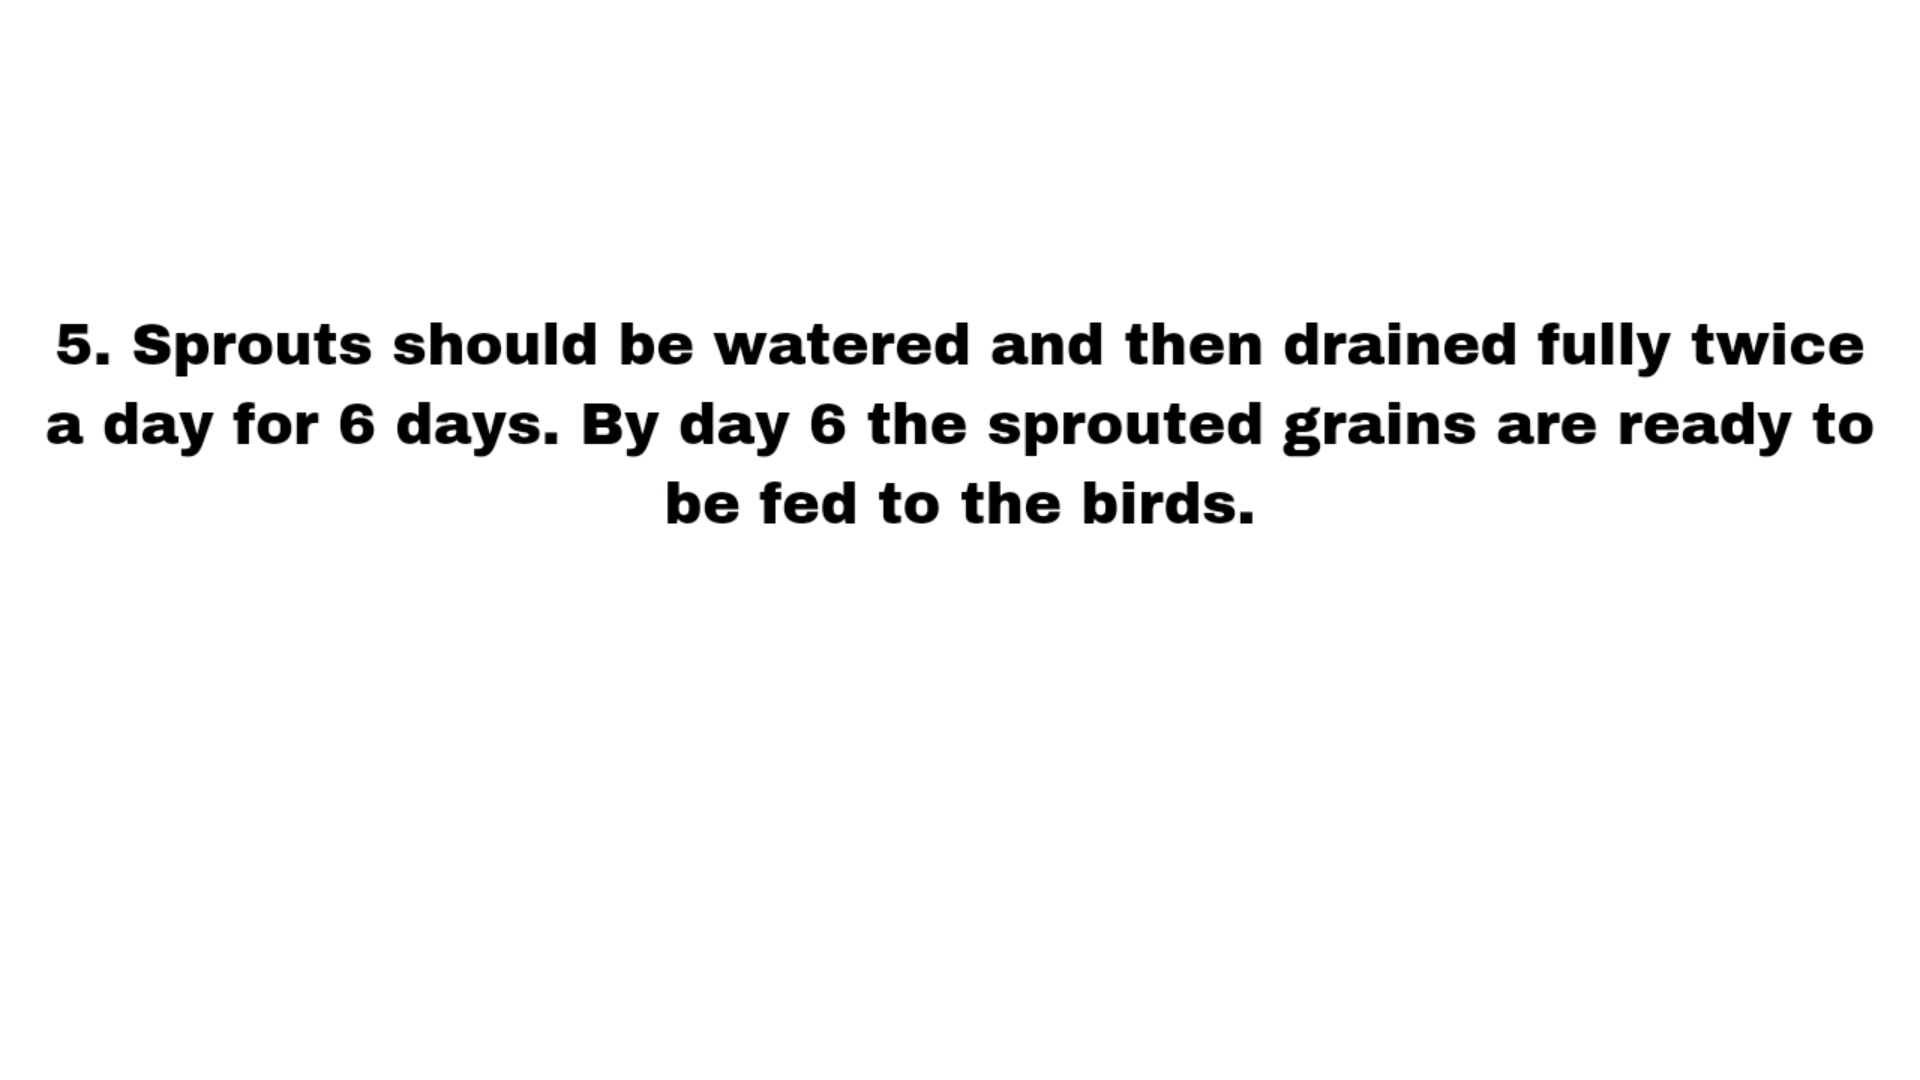 5. Sprouts should be watered and then drained fully twice
a day for 6 days. By day 6 the sprouted grains are ready to
be fed to the birds.